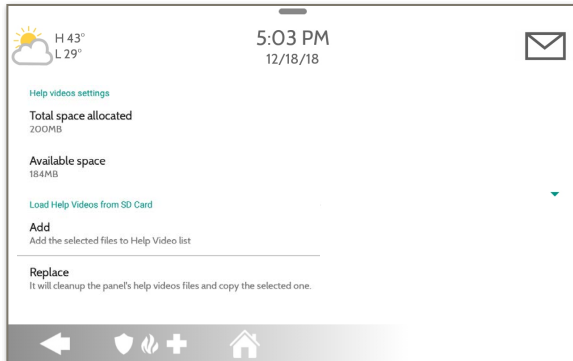 H 43°
L 29°
5:03 PM
12/18/18
Help videos settings
Total space allocated
200MB
Available space
184MB
Load Help Videos from SD Card
Add
Add the selected files to Help Video list
Replace
It will cleanup the panel's help videos files and copy the selected one.